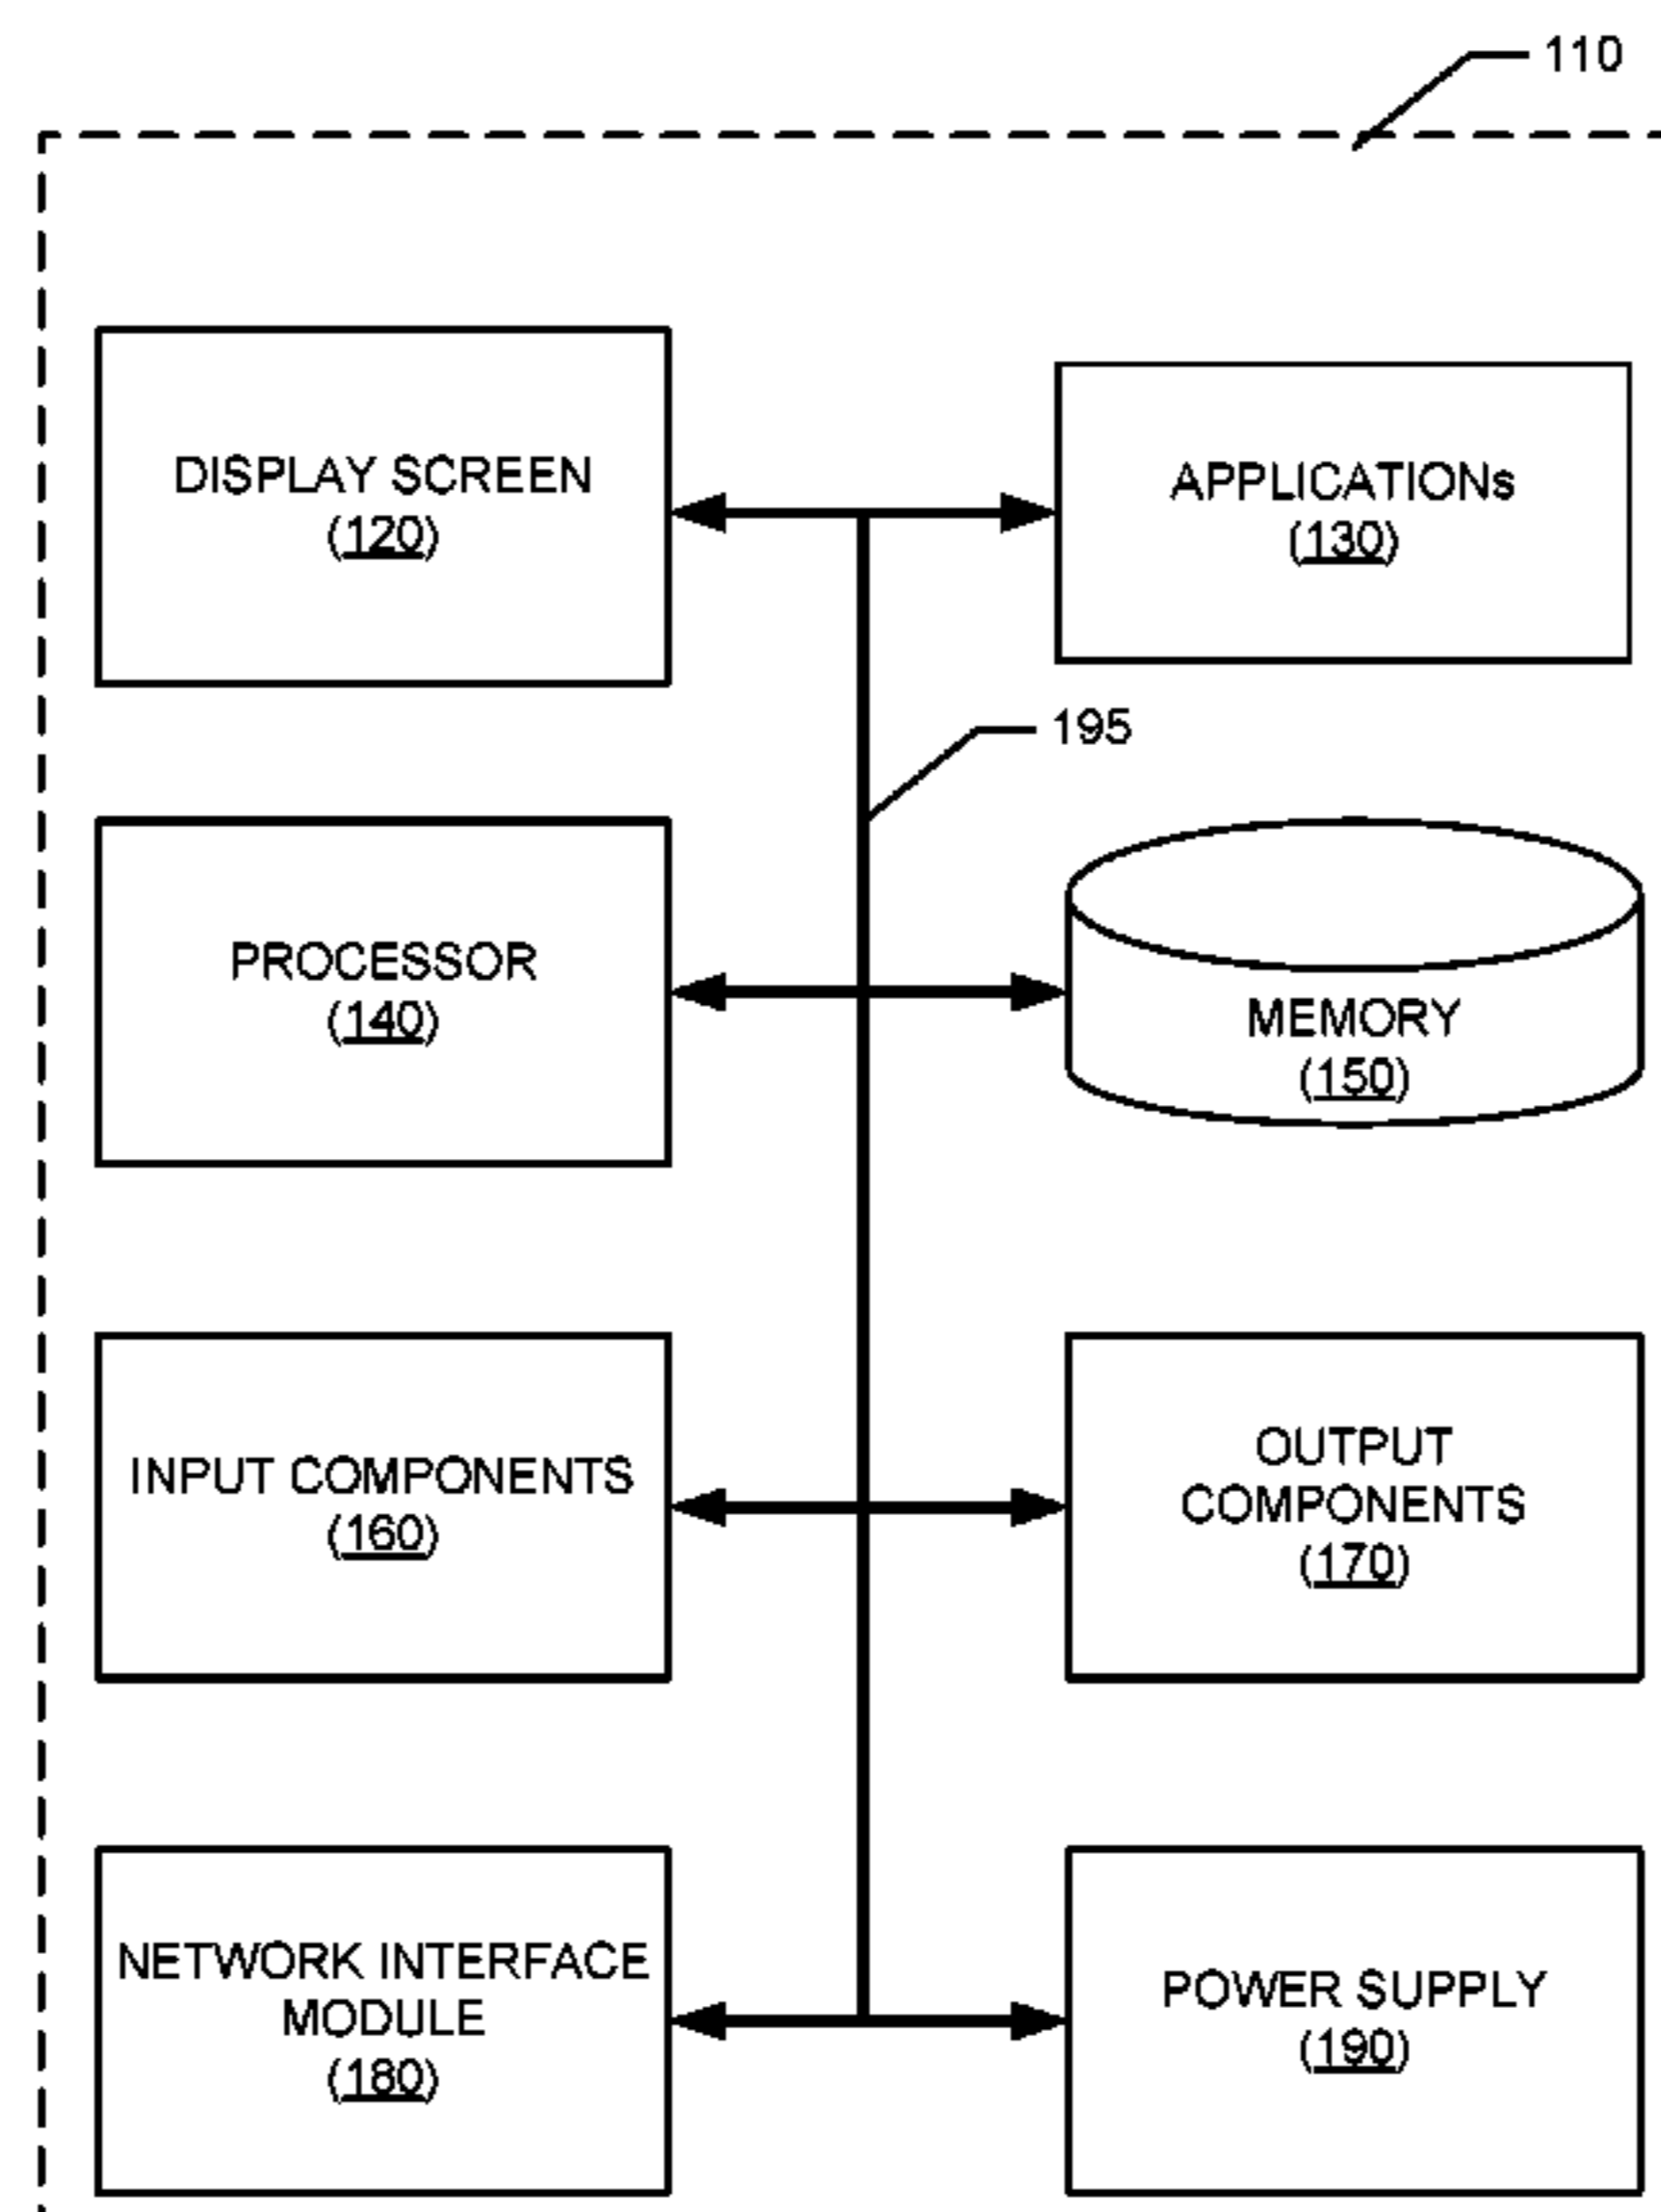 110
DISPLAY SCREEN
(120)
APPLICATIONs
(130)
195
PROCESSOR
(140)
MEMORY
(150)
INPUT COMPONENTS
(160)
OUTPUT
COMPONENTS
(170)
NETWORK INTERFACE
MODULE
(180)
POWER SUPPLY
(190)